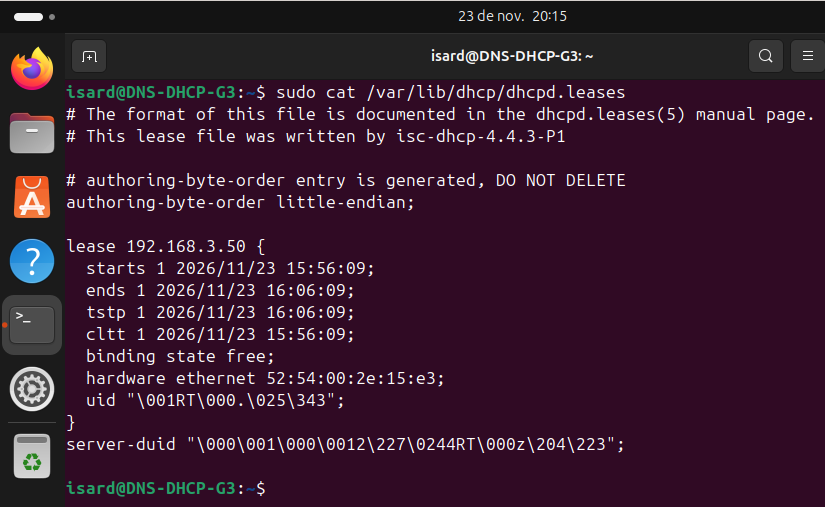 23 de nov. 20:15
isard@DNS-DHCP-G3: ~
isard@DNS-DHCP-G3:~$ sudo cat /var/lib/dhcp/dhcpd.leases
# The format of this file is documented in the dhcpd.leases(5) manual page.
# This lease file was written by isc-dhcp-4.4.3-P1

# authoring-byte-order entry is generated, DO NOT DELETE
authoring-byte-order little-endian;

lease 192.168.3.50 {
  starts 1 2026/11/23 15:56:09;
  ends 1 2026/11/23 16:06:09;
  tstp 1 2026/11/23 16:06:09;
  cltt 1 2026/11/23 15:56:09;
  binding state free;
  hardware ethernet 52:54:00:2e:15:e3;
  uid "\001RT\000.\025\343";
}
server-duid "\000\001\000\0012\227\0244RT\000z\204\223";

isard@DNS-DHCP-G3:~$